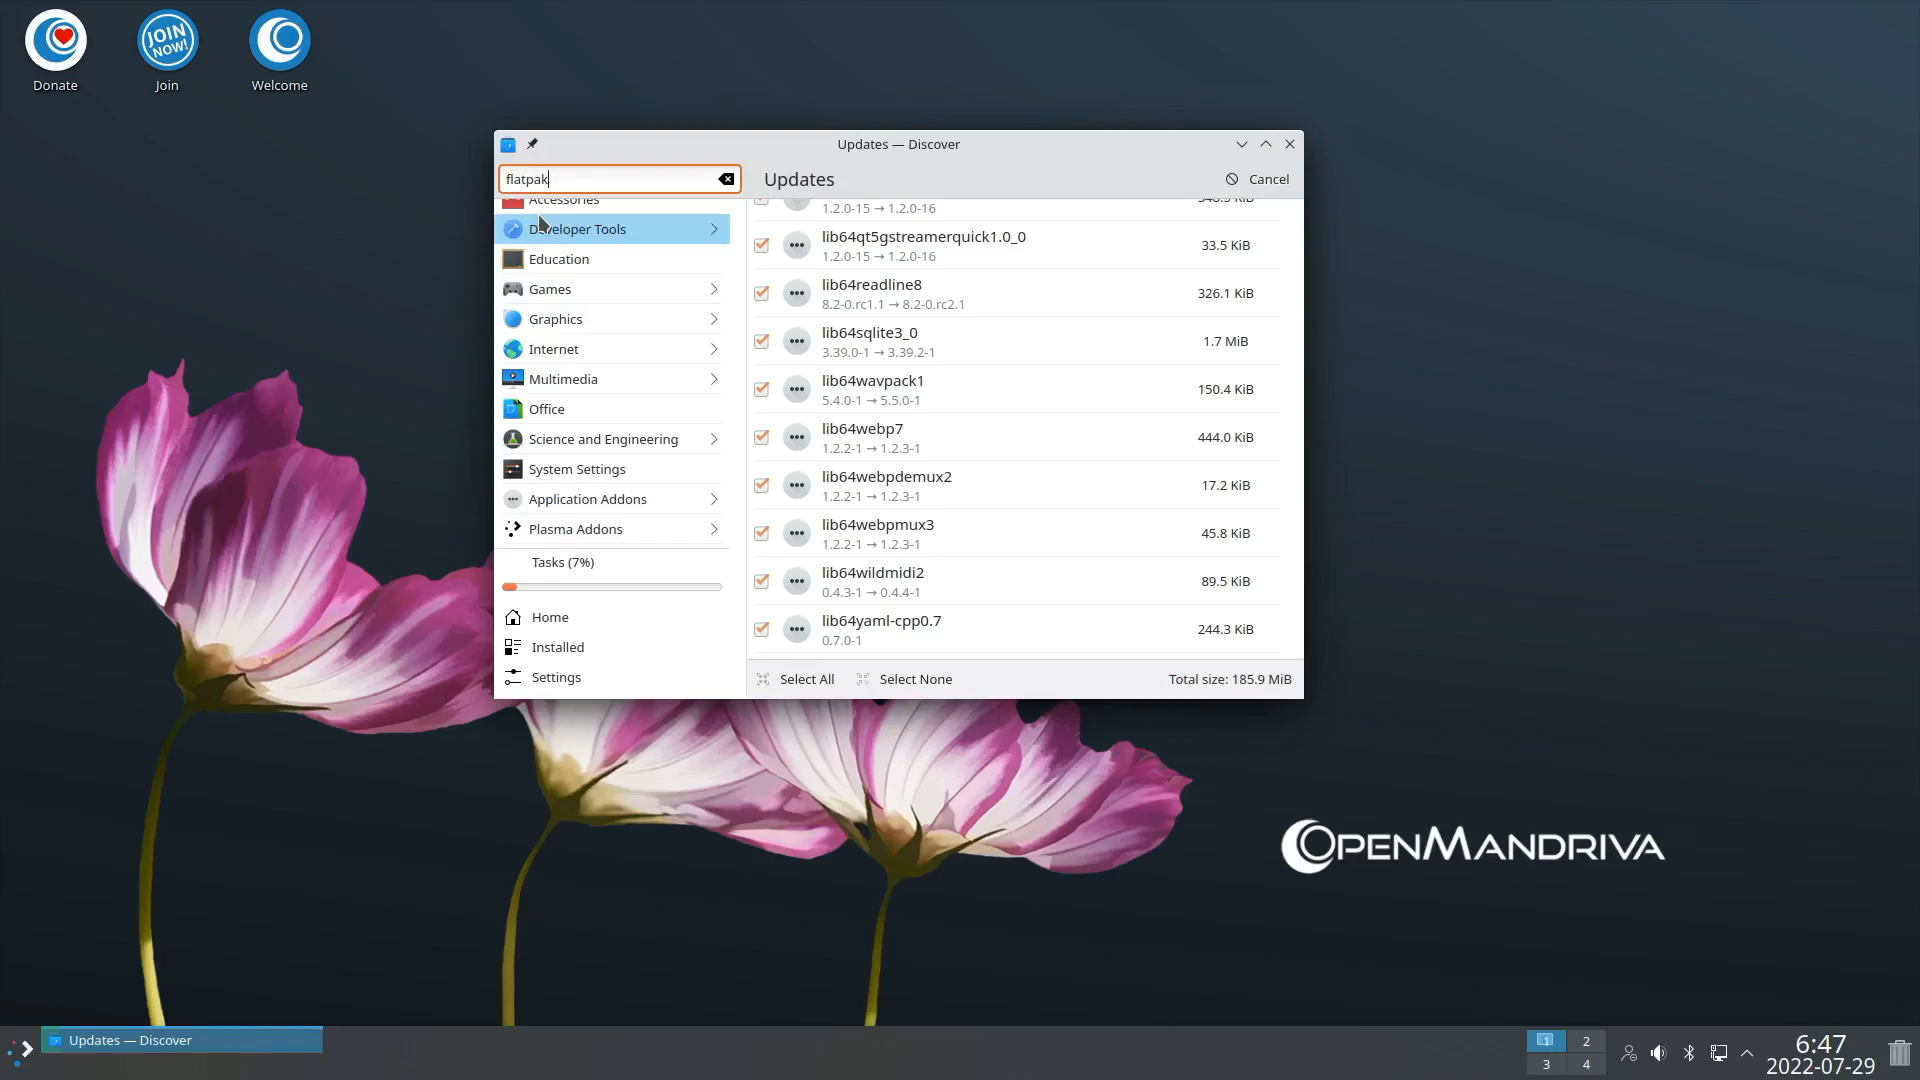 Donate
JOIN NOW!
Join
Welcome
Updates — Discover
flatpak
Updates
Cancel
Accessories
Developer Tools
Education
Games
Graphics
Internet
Multimedia
Office
Science and Engineering
System Settings
Application Addons
Plasma Addons
Tasks (7%)
Home
Installed
Settings
1.2.0-15 → 1.2.0-16
lib64qt5gstreamerquick1.0_0
1.2.0-15 → 1.2.0-16
33.5 KiB
lib64readline8
8.2-0.rc1.1 → 8.2-0.rc2.1
326.1 KiB
lib64sqlite3_0
3.39.0-1 → 3.39.2-1
1.7 MiB
lib64wavpack1
5.4.0-1 → 5.5.0-1
150.4 KiB
lib64webp7
1.2.2-1 → 1.2.3-1
444.0 KiB
lib64webpdemux2
1.2.2-1 → 1.2.3-1
17.2 KiB
lib64webpmux3
1.2.2-1 → 1.2.3-1
45.8 KiB
lib64wildmidi2
0.4.3-1 → 0.4.4-1
89.5 KiB
lib64yaml-cpp0.7
0.7.0-1
244.3 KiB
Select All
Select None
Total size: 185.9 MiB
OPENMANDRIVA
Updates — Discover
1
2
3
4
6:47
2022-07-29